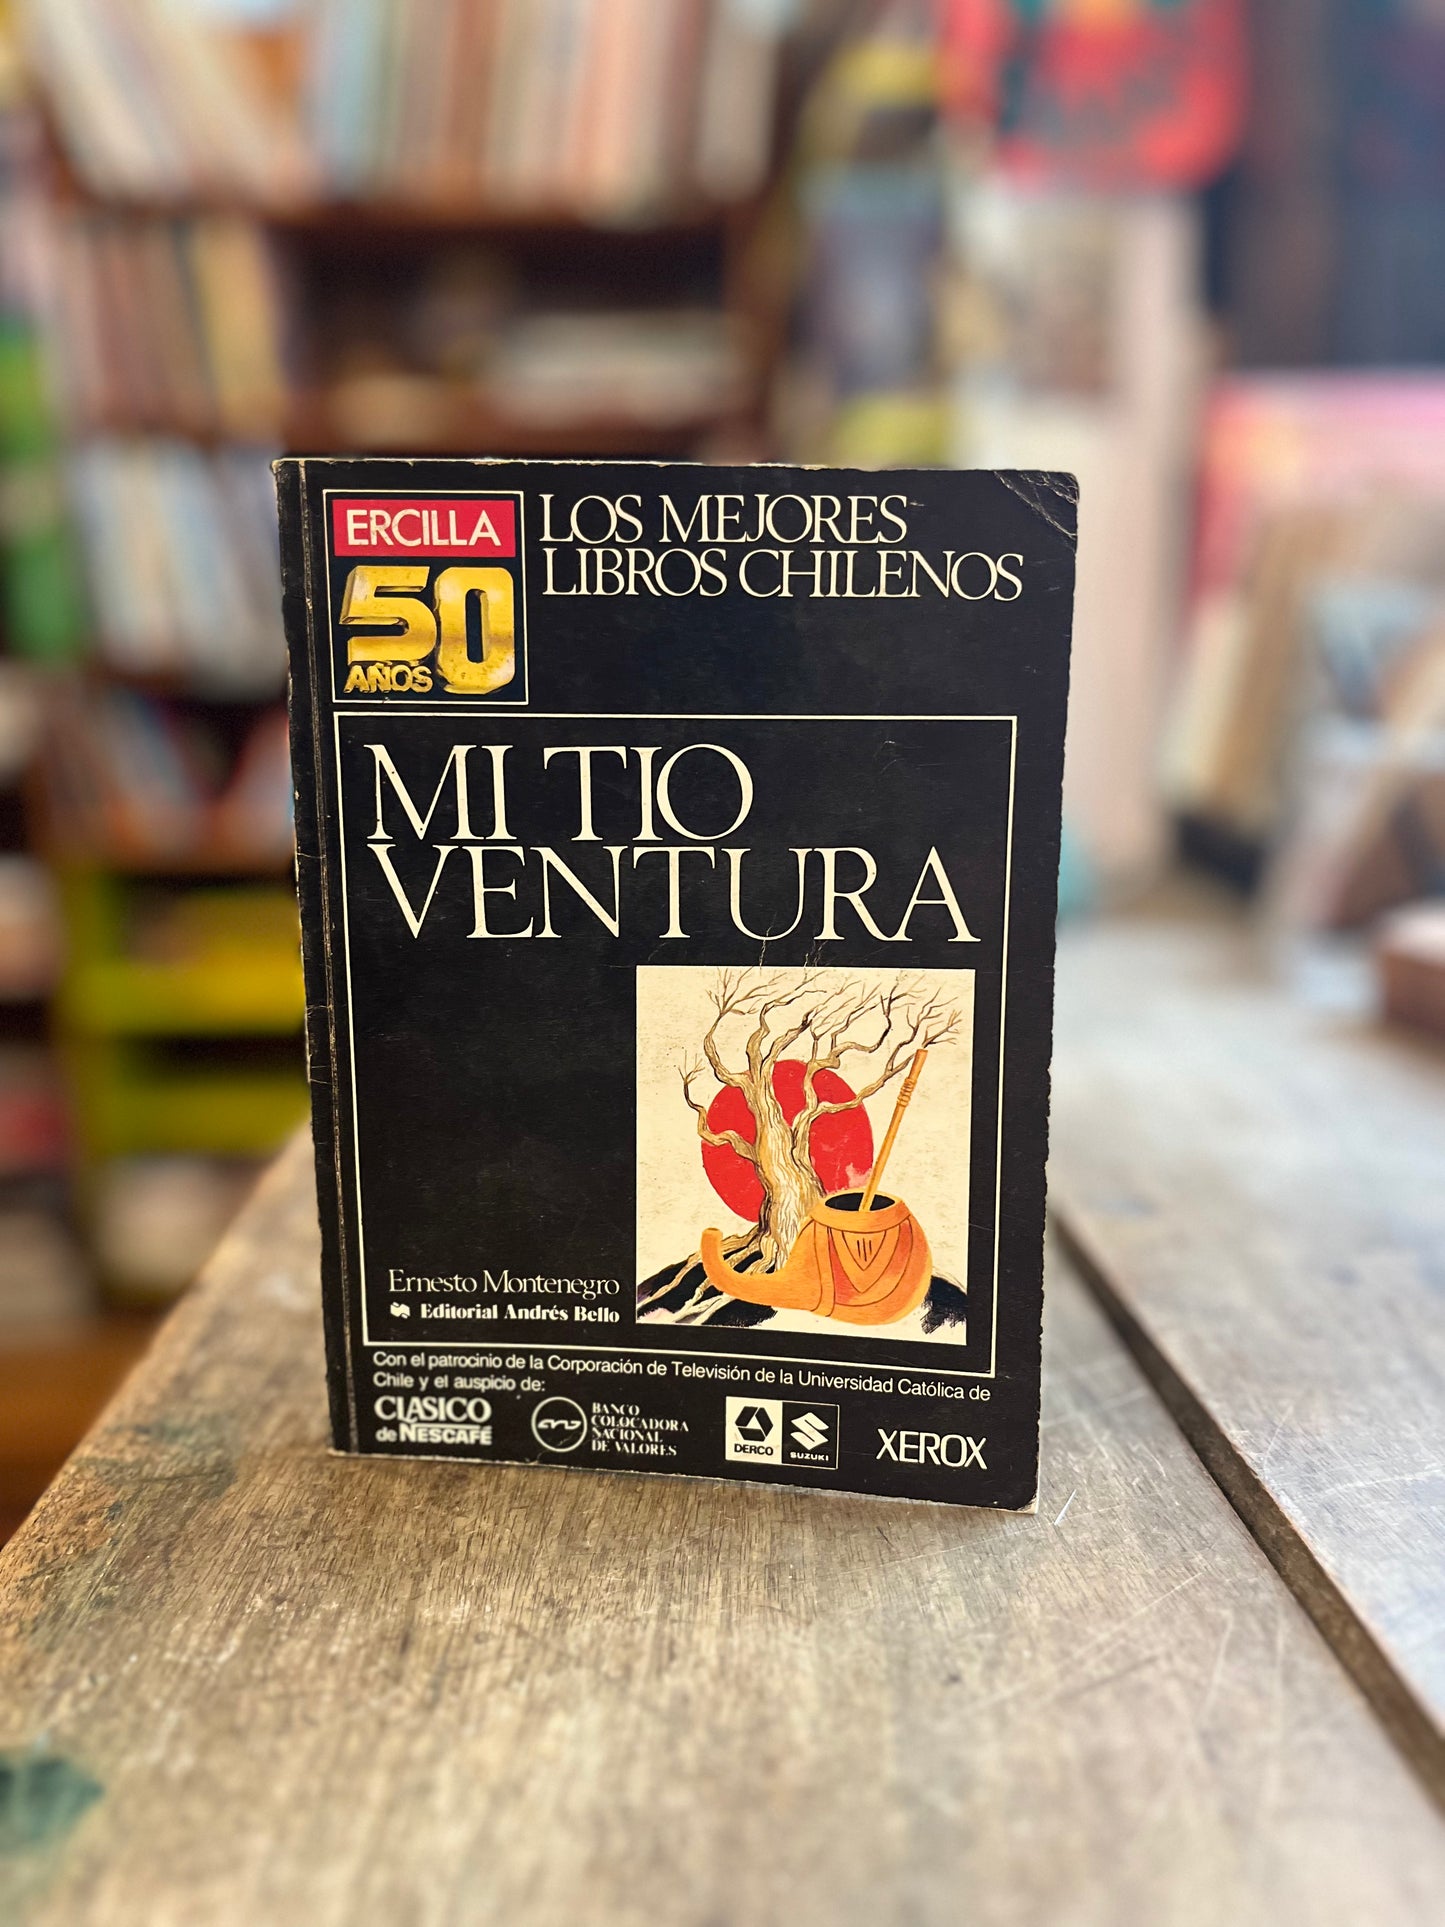 ERCILLA
50
AÑOS
LOS MEJORES
LIBROS CHILENOS
MI TIO
VENTURA
Ernesto Montenegro
Editorial Andrés Bello
Con el patrocinio de la Corporación de Televisión de la Universidad Católica de
Chile y el auspicio de:
CLASICO
de NESCAFÉ
BANCO
COLOCADORA
NACIONAL
DE VALORES
DERCO
SUZUKI
XEROX